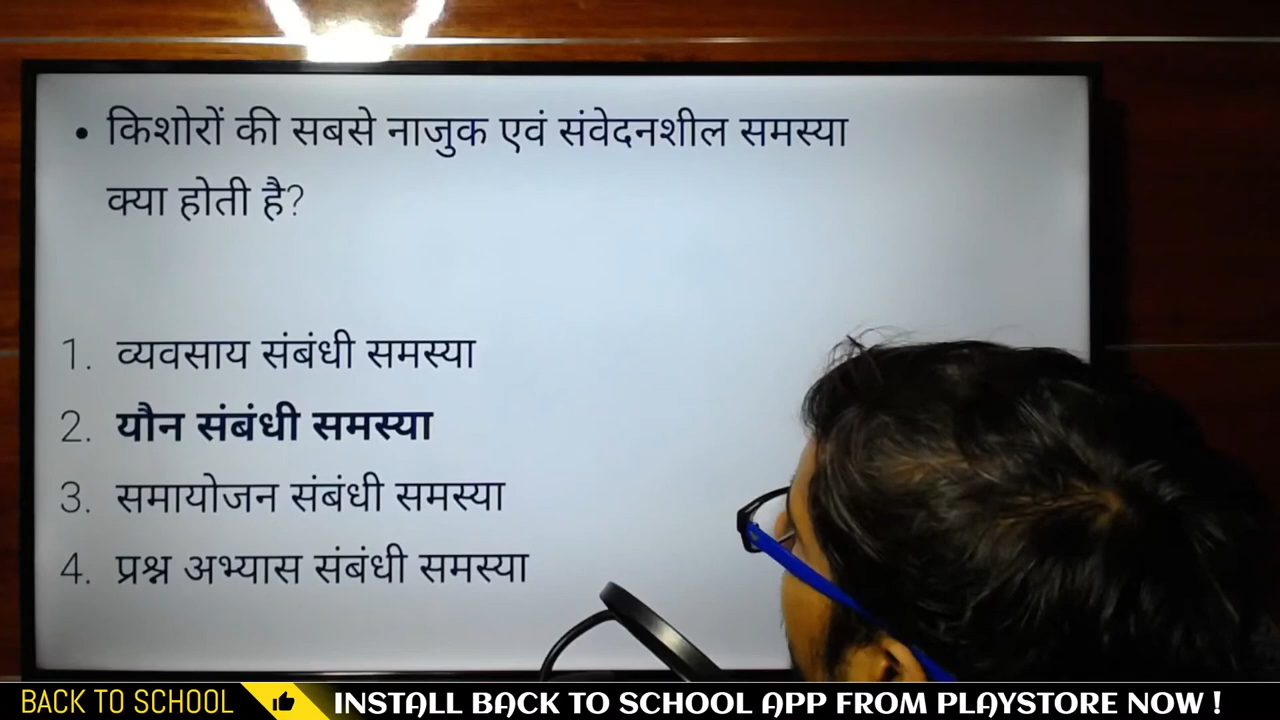 • किशोरों की सबसे नाजुक एवं संवेदनशील समस्या
क्या होती है?
1. व्यवसाय संबंधी समस्या
2. यौन संबंधी समस्या
3. समायोजन संबंधी समस्या
4. प्रश्न अभ्यास संबंधी समस्या
BACK TO SCHOOL
INSTALL BACK TO SCHOOL APP FROM PLAYSTORE NOW !